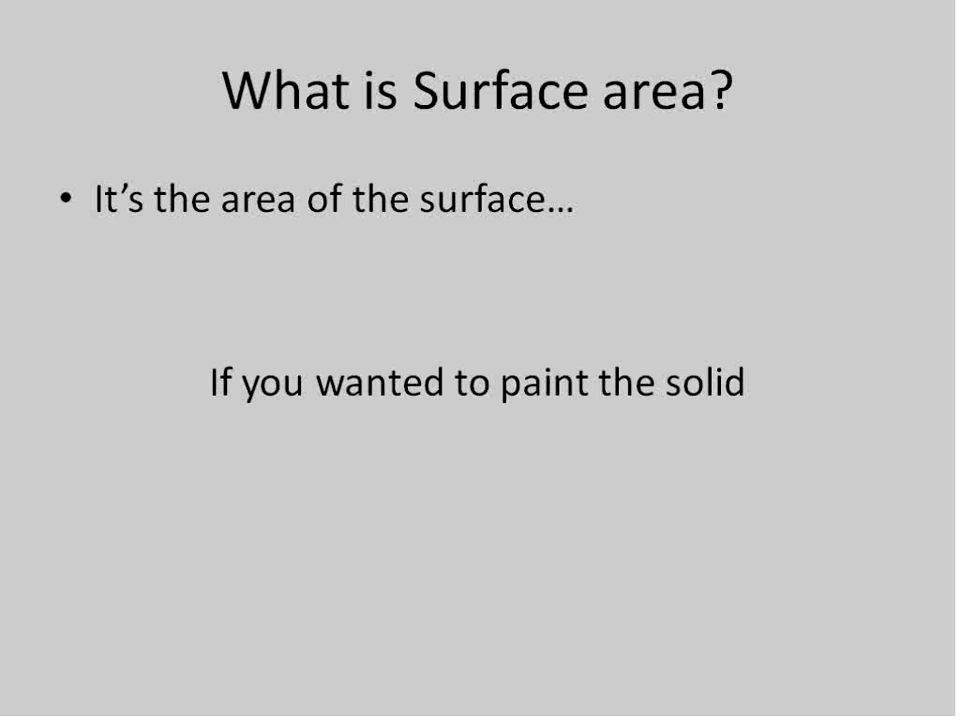 What is Surface area?
• It’s the area of the surface…
If you wanted to paint the solid